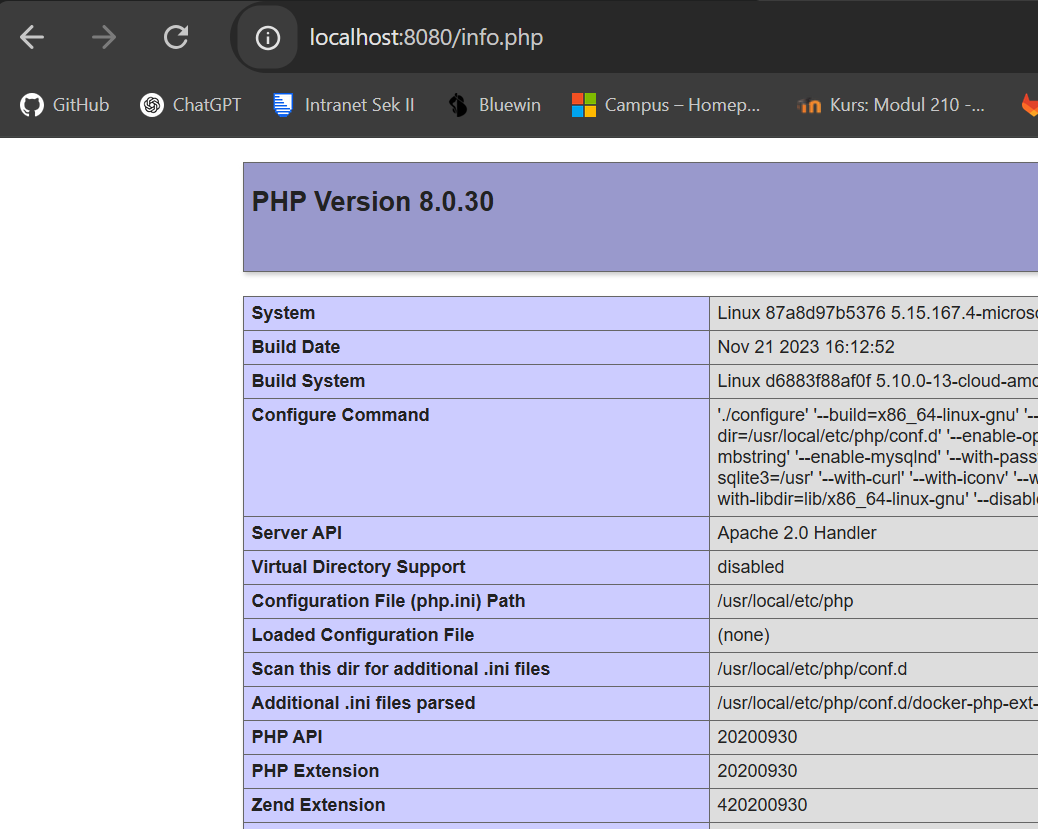 localhost:8080/info.php
GitHub ChatGPT Intranet Sek II Bluewin Campus – Homep... Kurs: Modul 210 -...
PHP Version 8.0.30
System Linux 87a8d97b5376 5.15.167.4-microso
Build Date Nov 21 2023 16:12:52
Build System Linux d6883f88af0f 5.10.0-13-cloud-amd
Configure Command './configure' '--build=x86_64-linux-gnu' '--
dir=/usr/local/etc/php/conf.d' '--enable-op
mbstring' '--enable-mysqlnd' '--with-pass
sqlite3=/usr' '--with-curl' '--with-iconv' '--w
with-libdir=lib/x86_64-linux-gnu' '--disable
Server API Apache 2.0 Handler
Virtual Directory Support disabled
Configuration File (php.ini) Path /usr/local/etc/php
Loaded Configuration File (none)
Scan this dir for additional .ini files /usr/local/etc/php/conf.d
Additional .ini files parsed /usr/local/etc/php/conf.d/docker-php-ext-
PHP API 20200930
PHP Extension 20200930
Zend Extension 420200930